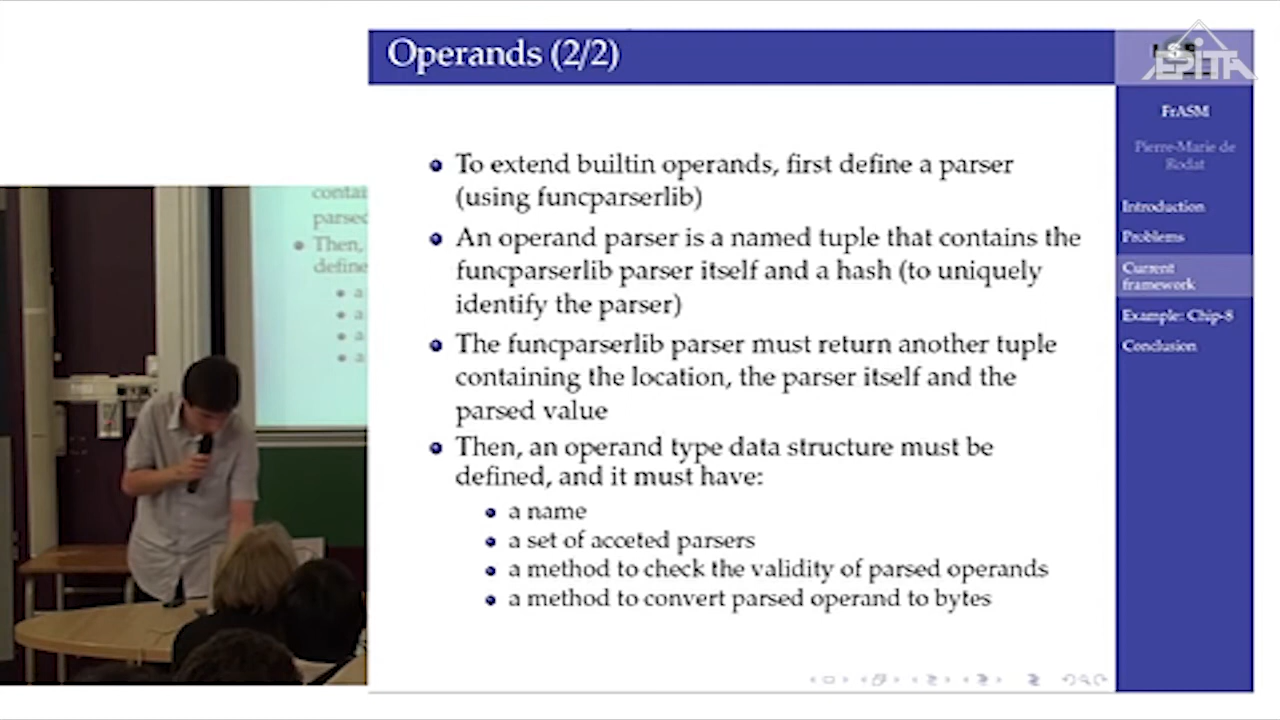 Operands (2/2)
To extend builtin operands, first define a parser
(using funcparserlib)
An operand parser is a named tuple that contains the
funcparserlib parser itself and a hash (to uniquely
identify the parser)
The funcparserlib parser must return another tuple
containing the location, the parser itself and the
parsed value
Then, an operand type data structure must be
defined, and it must have:
a name
a set of acceted parsers
a method to check the validity of parsed operands
a method to convert parsed operand to bytes
EPITA
FrASM
Pierre-Marie de
Rodat
Introduction
Problems
Current
framework
Example: Chip-8
Conclusion
contai
parsed
Then,
define
a
a
a
a